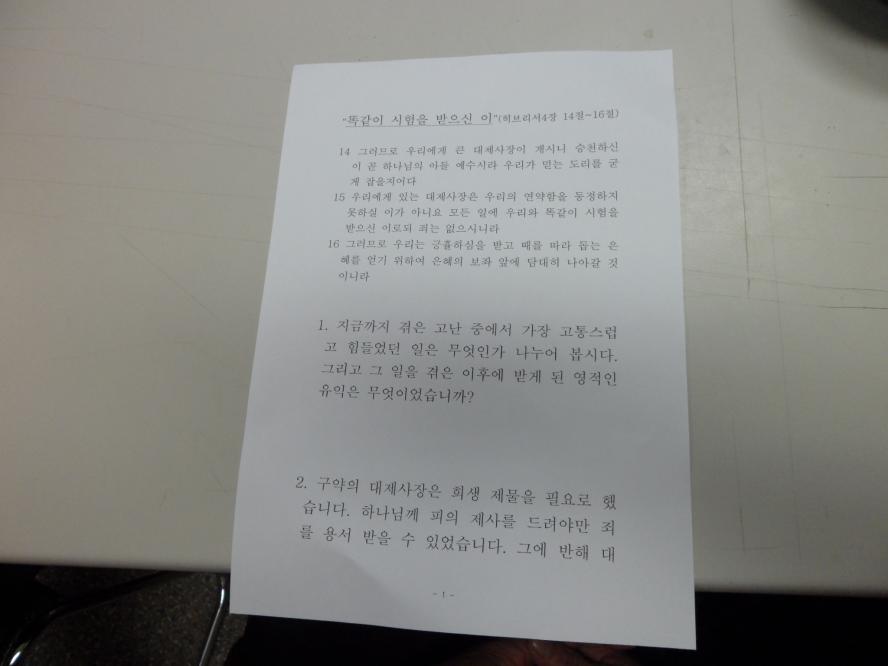 "똑같이 시험을 받으신 이"(히브리서4장 14절~16절)
14 그러므로 우리에게 큰 대제사장이 계시니 승천하신
이 곧 하나님의 아들 예수시라 우리가 믿는 도리를 굳
게 잡을지어다
15 우리에게 있는 대제사장은 우리의 연약함을 동정하지
못하실 이가 아니요 모든 일에 우리와 똑같이 시험을
받으신 이로되 죄는 없으시니라
16 그러므로 우리는 긍휼하심을 받고 때를 따라 돕는 은
혜를 얻기 위하여 은혜의 보좌 앞에 담대히 나아갈 것
이니라
1. 지금까지 겪은 고난 중에서 가장 고통스럽
고 힘들었던 일은 무엇인가 나누어 봅시다.
그리고 그 일을 겪은 이후에 받게 된 영적인
유익은 무엇이었습니까?
2. 구약의 대제사장은 희생 제물을 필요로 했
습니다. 하나님께 피의 제사를 드려야만 죄
를 용서 받을 수 있었습니다. 그에 반해 대
- 1 -